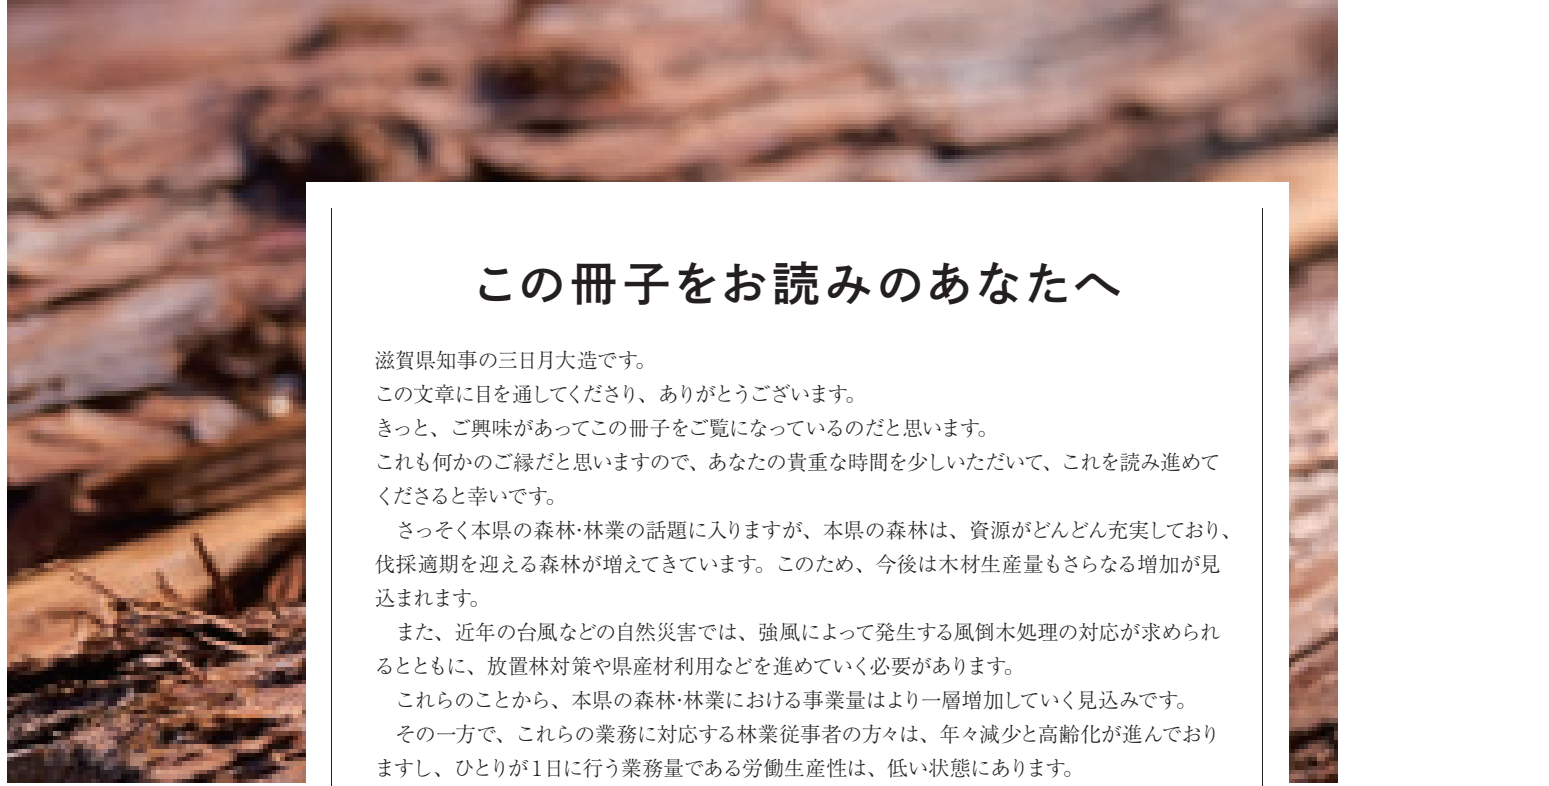 この冊子をお読みのあなたへ
滋賀県知事の三日月大造です。
この文章に目を通してくださり、ありがとうございます。
きっと、ご興味があってこの冊子をご覧になっているのだと思います。
これも何かのご縁だと思いますので、あなたの貴重な時間を少しいただいて、これを読み進めて
くださると幸いです。
　さっそく本県の森林・林業の話題に入りますが、本県の森林は、資源がどんどん充実しており、
伐採適期を迎える森林が増えてきています。このため、今後は木材生産量もさらなる増加が見
込まれます。
　また、近年の台風などの自然災害では、強風によって発生する風倒木処理の対応が求められ
るとともに、放置林対策や県産材利用などを進めていく必要があります。
　これらのことから、本県の森林・林業における事業量はより一層増加していく見込みです。
　その一方で、これらの業務に対応する林業従事者の方々は、年々減少と高齢化が進んでおり
ますし、ひとりが1日に行う業務量である労働生産性は、低い状態にあります。